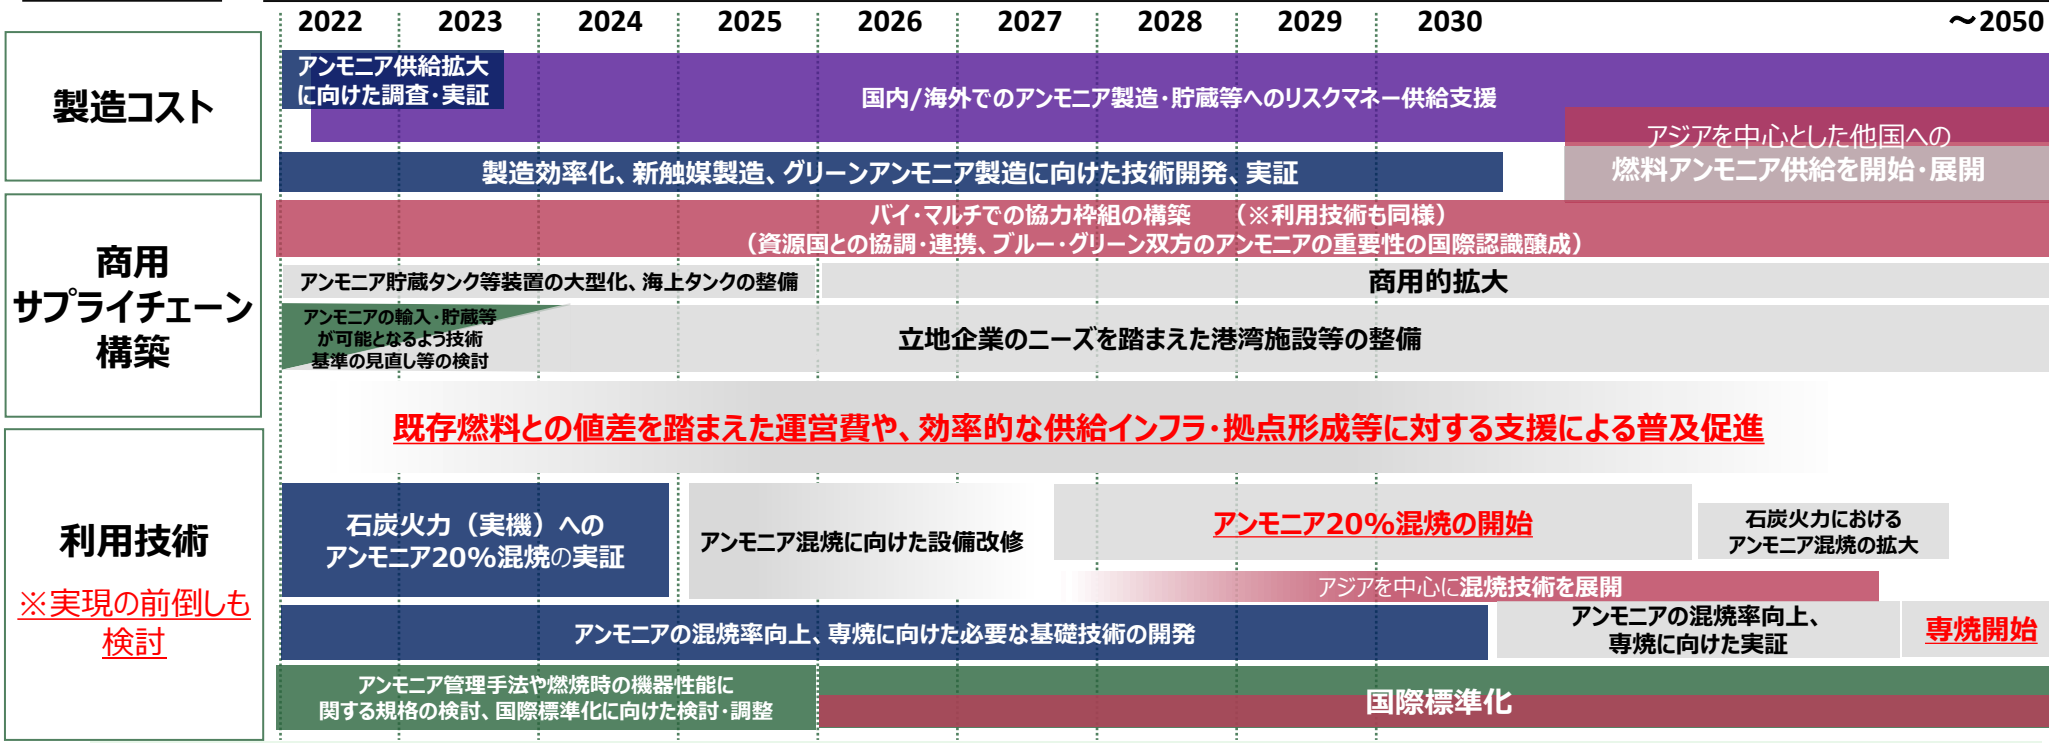 2022 2023 2024 2025 2026 2027 2028 2029 2030 ～2050
製造コスト
アンモニア供給拡大
に向けた調査・実証
国内/海外でのアンモニア製造・貯蔵等へのリスクマネー供給支援
アジアを中心とした他国への
燃料アンモニア供給を開始・展開
製造効率化、新触媒製造、グリーンアンモニア製造に向けた技術開発、実証
商用
サプライチェーン
構築
バイ・マルチでの協力枠組の構築　（※利用技術も同様）
（資源国との協調・連携、ブルー・グリーン双方のアンモニアの重要性の国際認識醸成）
アンモニア貯蔵タンク等装置の大型化、海上タンクの整備
商用的拡大
アンモニアの輸入・貯蔵等
が可能となるよう技術
基準の見直し等の検討
立地企業のニーズを踏まえた港湾施設等の整備
既存燃料との値差を踏まえた運営費や、効率的な供給インフラ・拠点形成等に対する支援による普及促進
利用技術
※実現の前倒しも
検討
石炭火力（実機）への
アンモニア20%混焼の実証
アンモニア混焼に向けた設備改修
アンモニア20%混焼の開始
石炭火力における
アンモニア混焼の拡大
アジアを中心に混焼技術を展開
アンモニアの混焼率向上、専焼に向けた必要な基礎技術の開発
アンモニアの混焼率向上、
専焼に向けた実証
専焼開始
アンモニア管理手法や燃焼時の機器性能に
関する規格の検討、国際標準化に向けた検討・調整
国際標準化